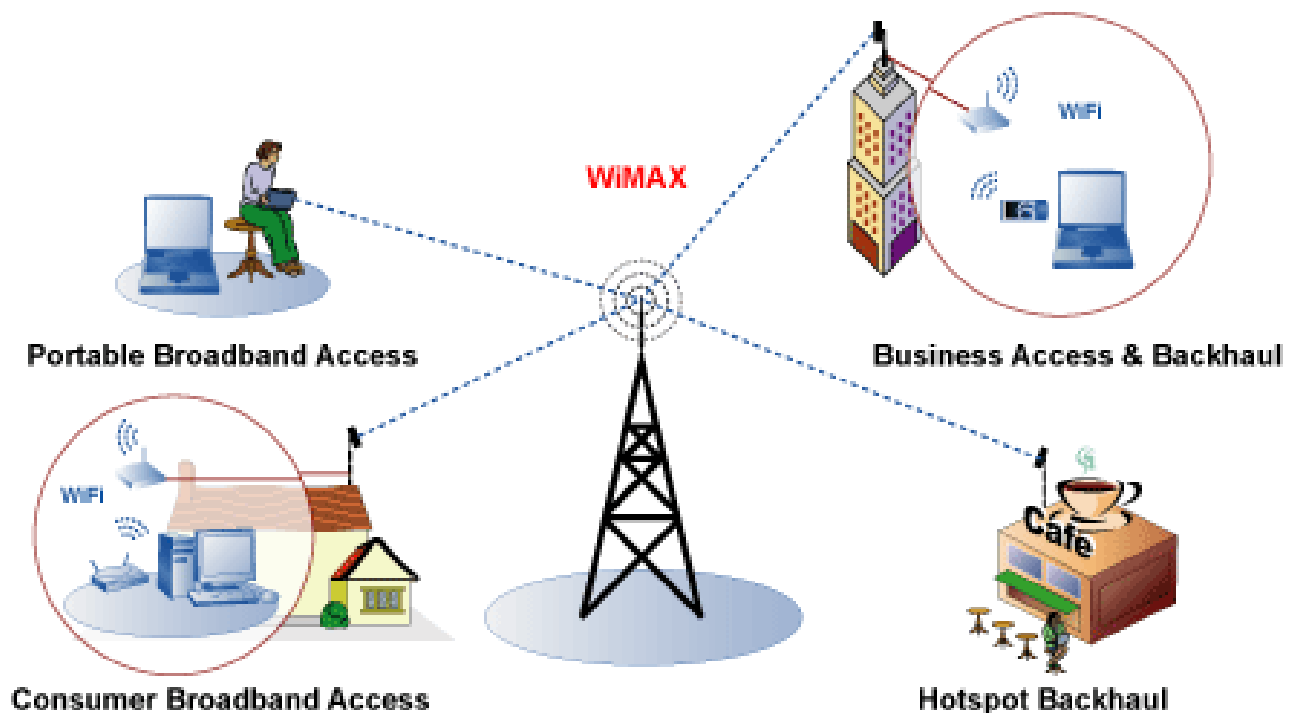 WiMAX
WiFi
Portable Broadband Access
Business Access & Backhaul
WiFi
Cafe
Consumer Broadband Access
Hotspot Backhaul